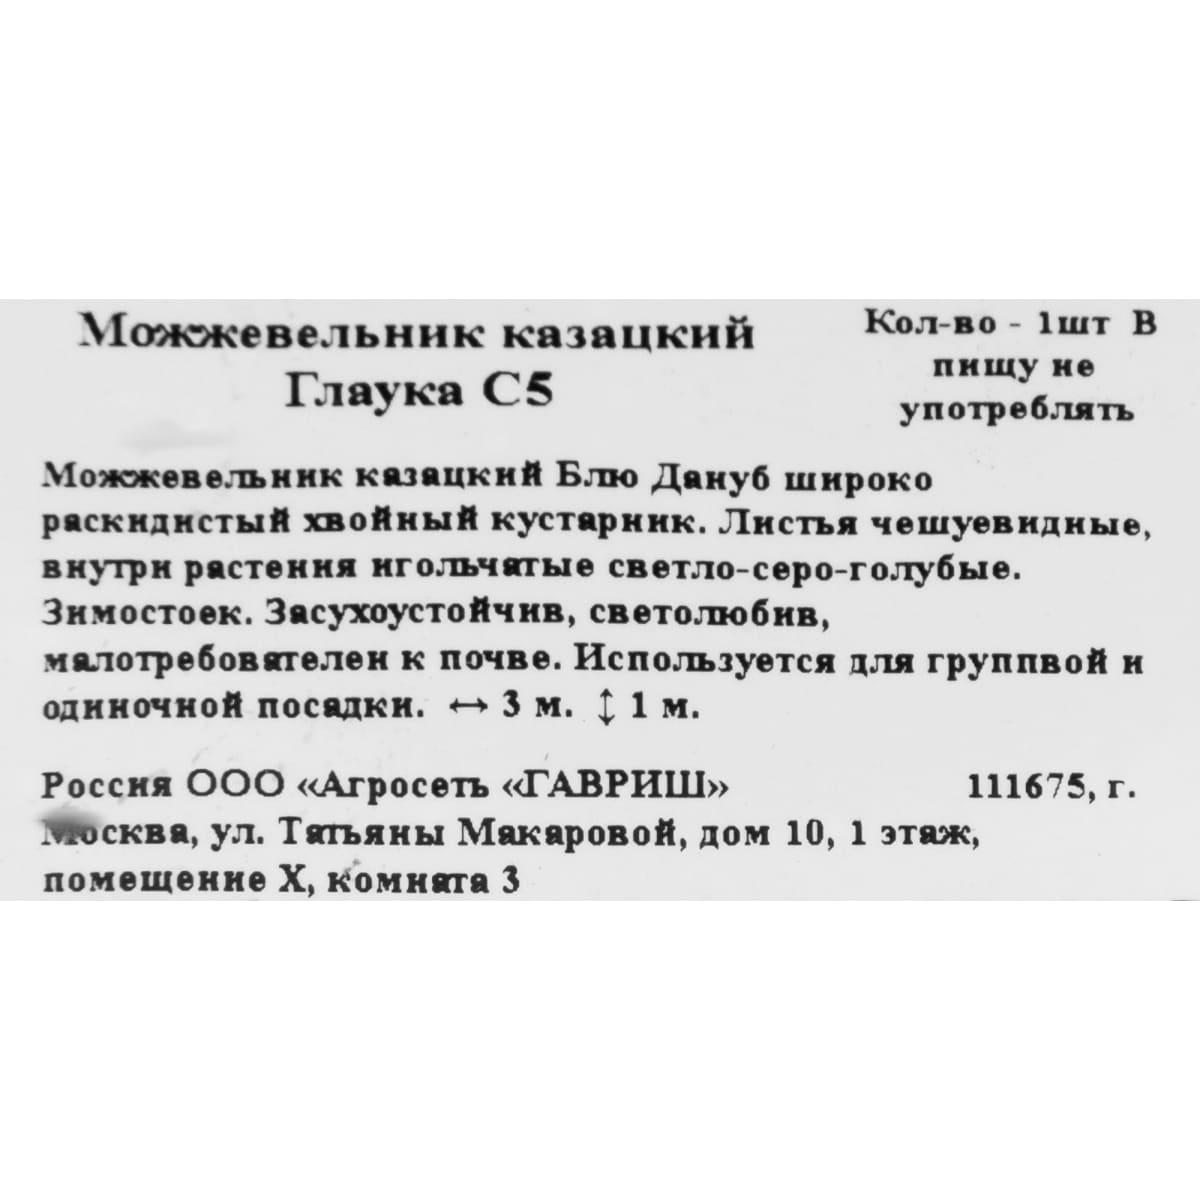 Можжевельник казацкий
Глаука С5
Кол-во - 1шт В
пищу не
употреблять
Можжевельник казацкий Блю Дануб широко
раскидистый хвойный кустарник. Листья чешуевидные,
внутри растения игольчатые светло-серо-голубые.
Зимостоек. Засухоустойчив, светолюбив,
малотребователен к почве. Используется для группвой и
одиночной посадки. ↔ 3 м. ↕ 1 м.
Россия ООО «Агросеть «ГАВРИШ» 111675, г.
Москва, ул. Татьяны Макаровой, дом 10, 1 этаж,
помещение X, комната 3